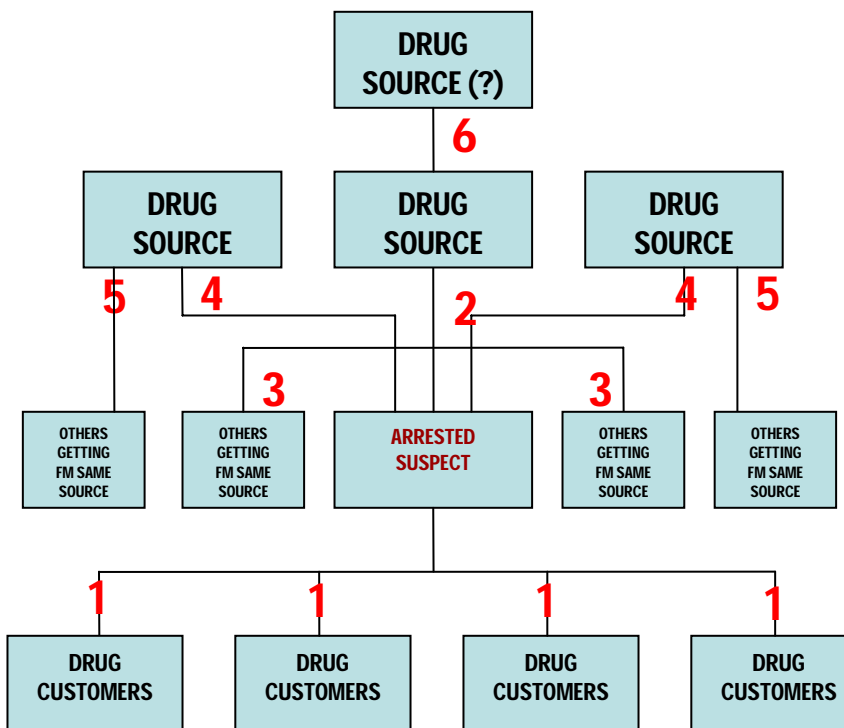 DRUG
SOURCE (?)
6
DRUG
SOURCE
DRUG
SOURCE
DRUG
SOURCE
5
4
2
4
5
3
3
OTHERS
GETTING
FM SAME
SOURCE
OTHERS
GETTING
FM SAME
SOURCE
ARRESTED
SUSPECT
OTHERS
GETTING
FM SAME
SOURCE
OTHERS
GETTING
FM SAME
SOURCE
1
1
1
1
DRUG
CUSTOMERS
DRUG
CUSTOMERS
DRUG
CUSTOMERS
DRUG
CUSTOMERS